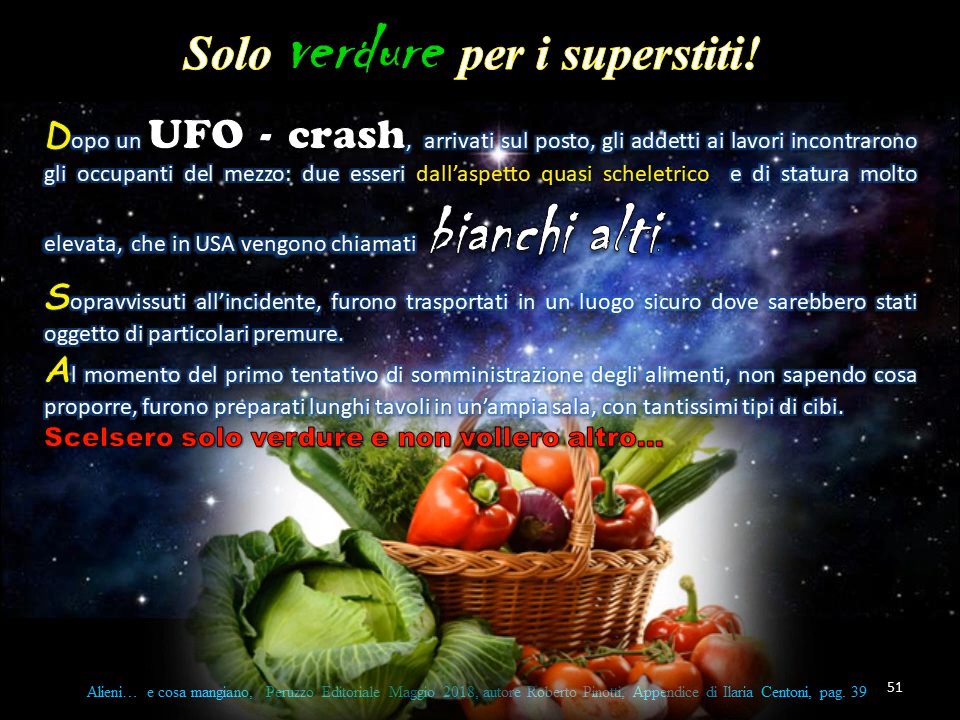 Solo verdure per i superstiti!
Dopo un UFO - crash, arrivati sul posto, gli addetti ai lavori incontrarono
gli occupanti del mezzo: due esseri dall’aspetto quasi scheletrico e di statura molto
elevata, che in USA vengono chiamati bianchi alti.
Sopravvissuti all’incidente, furono trasportati in un luogo sicuro dove sarebbero stati
oggetto di particolari premure.
Al momento del primo tentativo di somministrazione degli alimenti, non sapendo cosa
proporre, furono preparati lunghi tavoli in un’ampia sala, con tantissimi tipi di cibi.
Scelsero solo verdure e non vollero altro...
Alieni... e cosa mangiano, Peruzzo Editoriale Maggio 2018, autore Roberto Pinotti, Appendice di Ilaria Centoni, pag. 39
51